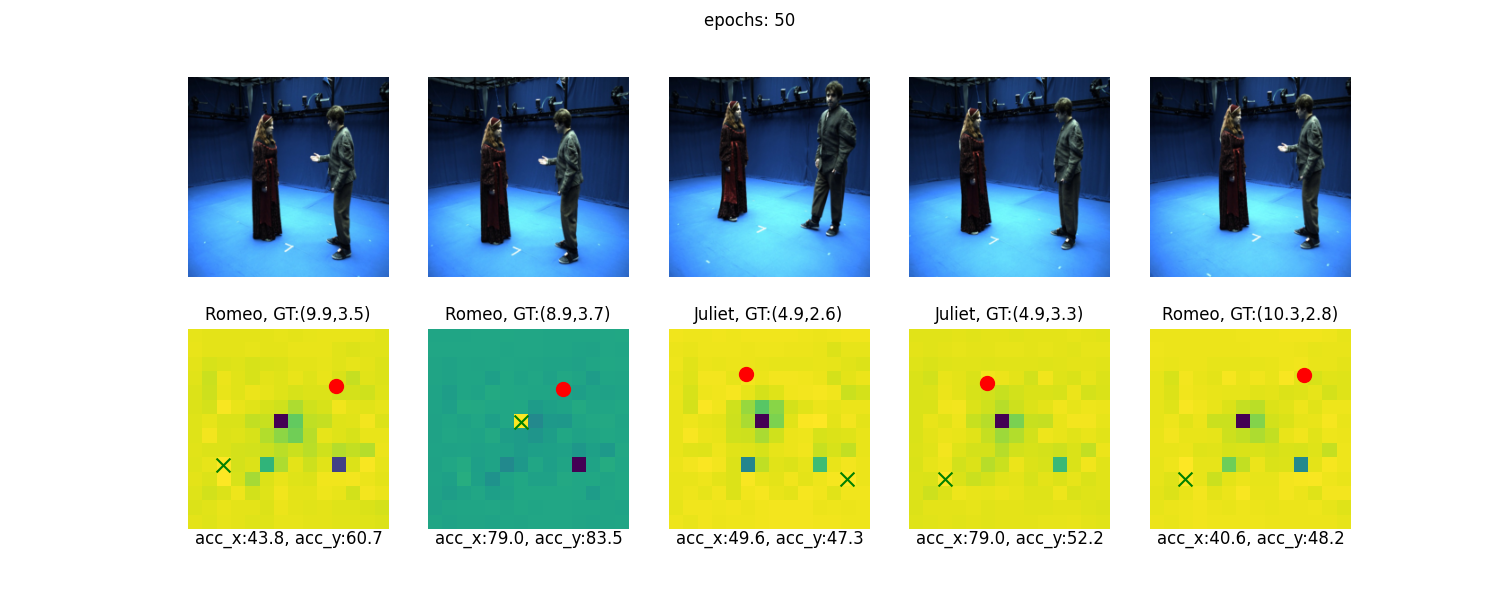 epochs: 50
Romeo, GT:(9.9,3.5)
Romeo, GT:(8.9,3.7)
Juliet, GT:(4.9,2.6)
Juliet, GT:(4.9,3.3)
Romeo, GT:(10.3,2.8)
acc_x:43.8, acc_y:60.7
acc_x:79.0, acc_y:83.5
acc_x:49.6, acc_y:47.3
acc_x:79.0, acc_y:52.2
acc_x:40.6, acc_y:48.2